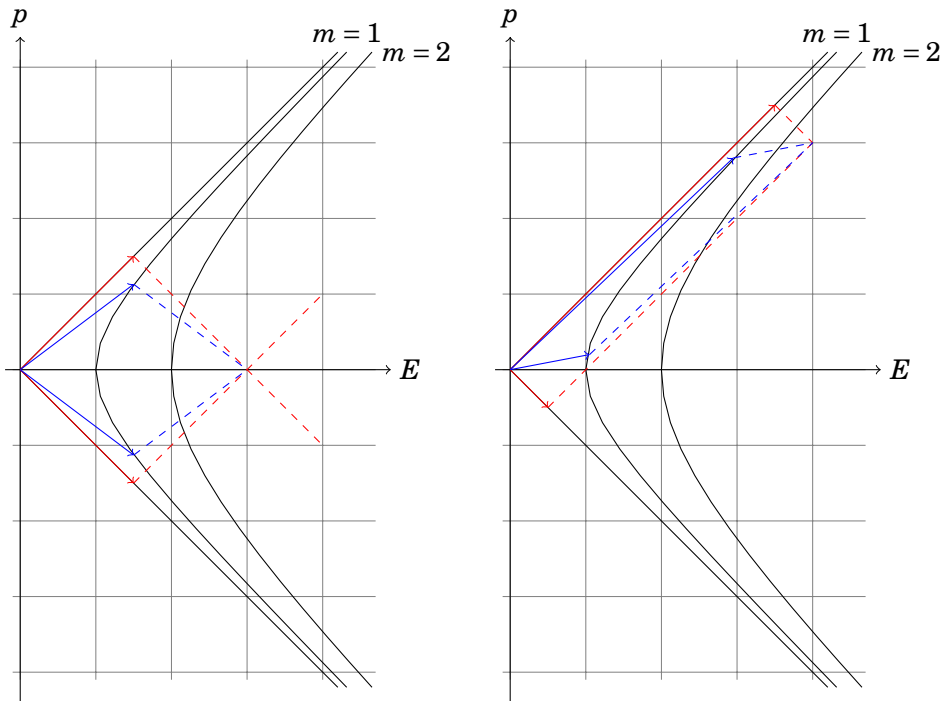 p
m = 1
m = 2
E
p
m = 1
m = 2
E